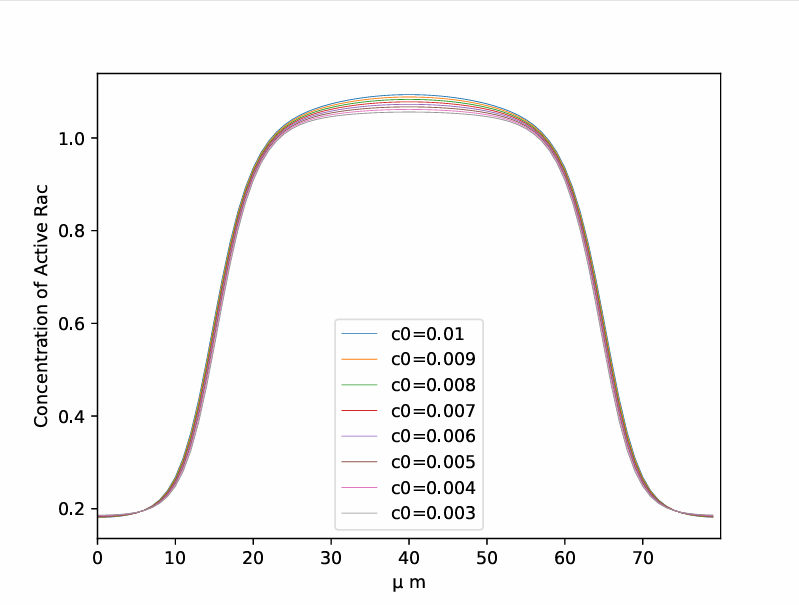 Concentration of Active Rac
1.0
0.8
0.6
0.4
0.2
c0=0.01
c0=0.009
c0=0.008
c0=0.007
c0=0.006
c0=0.005
c0=0.004
c0=0.003
0 10 20 30 40 50 60 70
μ m